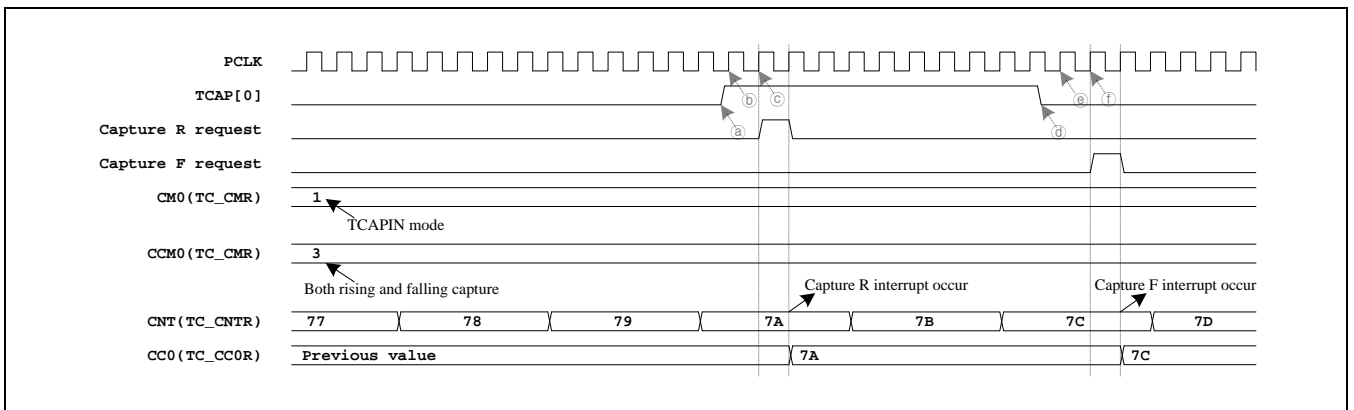 PCLK
TCAP[0]
ⓑ ⓒ ⓔ ⓕ
Capture R request
ⓐ ⓓ
Capture F request
CM0(TC_CMR) 1
TCAPIN mode
CCM0(TC_CMR) 3
Both rising and falling capture
Capture R interrupt occur Capture F interrupt occur
CNT(TC_CNTR) 77 78 79 7A 7B 7C 7D
CC0(TC_CC0R) Previous value 7A 7C